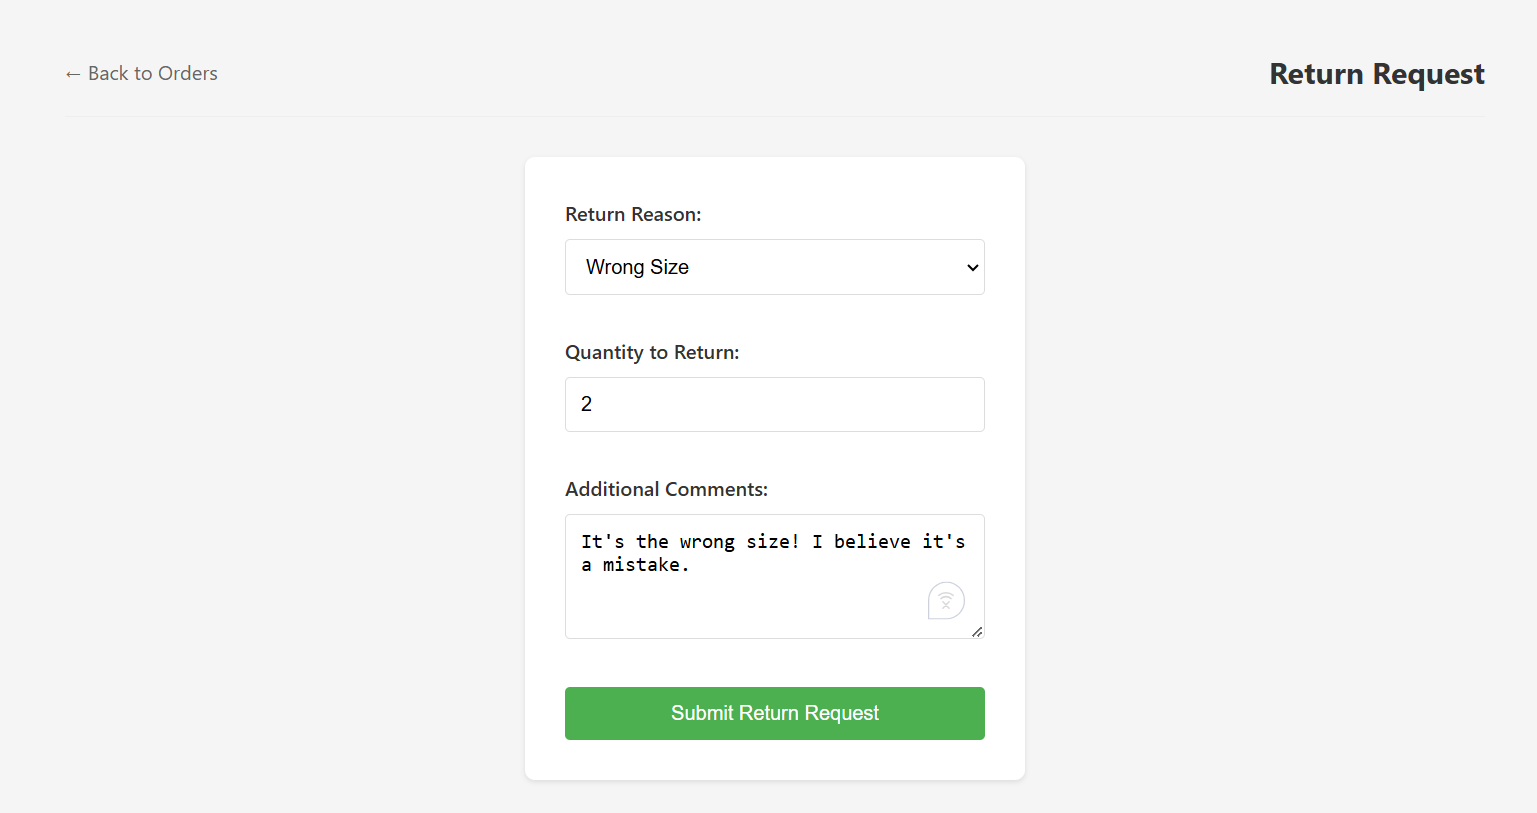 ← Back to Orders
Return Request
Return Reason:
Wrong Size
Quantity to Return:
2
Additional Comments:
It's the wrong size! I believe it's
a mistake.
Submit Return Request